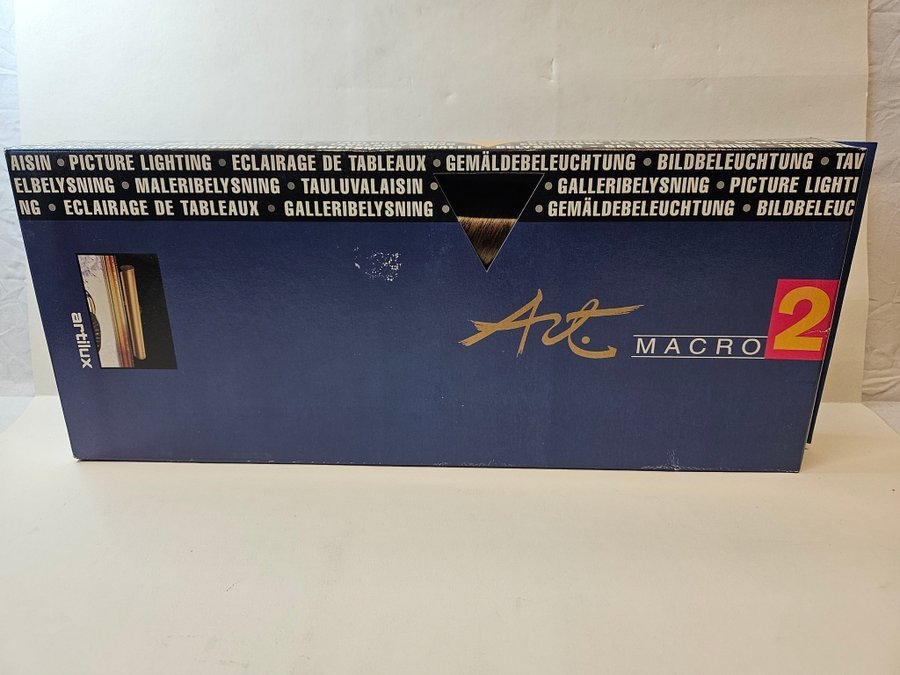 AISIN • PICTURE LIGHTING • ECLAIRAGE DE TABLEAUX • GEMÄLDEBELEUCHTUNG • BILDBELEUCHTUNG • TAV
ELBELYSNING • MALERIBELYSNING • TAULUVALAISIN • GALLERIBELYSNING • PICTURE LIGHTI
NG • ECLAIRAGE DE TABLEAUX • GALLERIBELYSNING • • GEMÄLDEBELEUCHTUNG • BILDBELEUC
artilux
Art.
MACRO 2